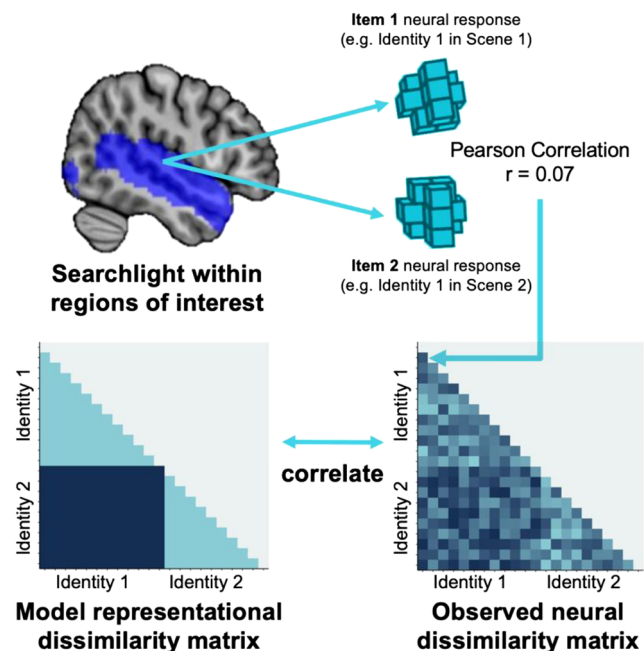 Item 1 neural response
(e.g. Identity 1 in Scene 1)
Pearson Correlation
r = 0.07
Searchlight within
regions of interest
Item 2 neural response
(e.g. Identity 1 in Scene 2)
Identity 1
Identity 2
Identity 1
Identity 2
Model representational
dissimilarity matrix
correlate
Identity 1
Identity 2
Identity 1
Identity 2
Observed neural
dissimilarity matrix